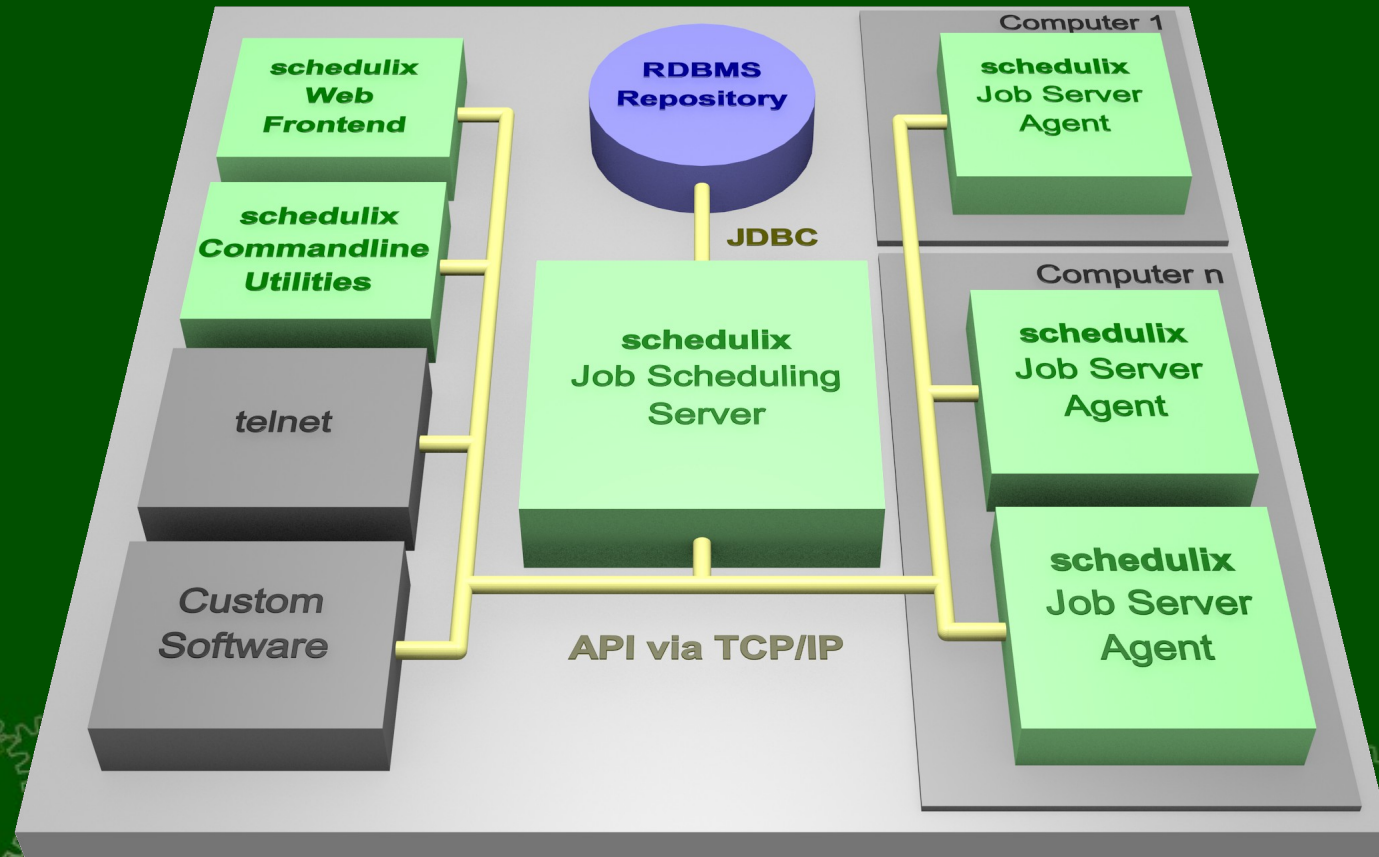 schedulix
Web
Frontend
schedulix
Commandline
Utilities
telnet
Custom
Software
RDBMS
Repository
JDBC
schedulix
Job Scheduling
Server
API via TCP/IP
Computer 1
schedulix
Job Server
Agent
Computer n
schedulix
Job Server
Agent
schedulix
Job Server
Agent